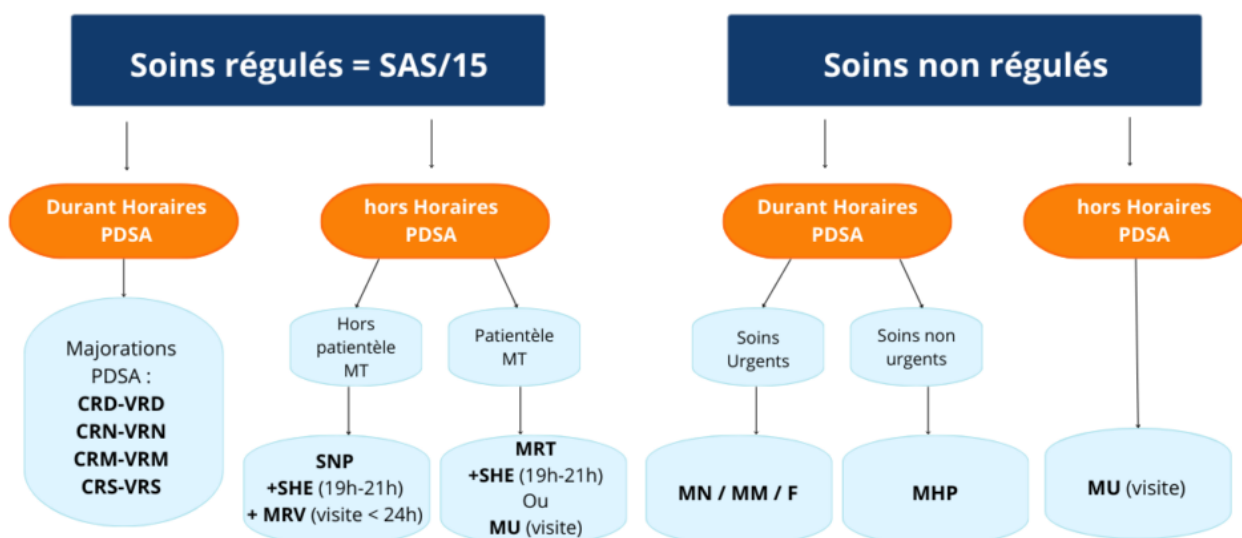 Soins régulés = SAS/15
Soins non régulés
Durant Horaires
PDSA
hors Horaires
PDSA
Durant Horaires
PDSA
hors Horaires
PDSA
Majorations
PDSA :
CRD-VRD
CRN-VRN
CRM-VRM
CRS-VRS
Hors
patientèle
MT
Patientèle
MT
Soins
Urgents
Soins non
urgents
SNP
+SHE (19h-21h)
+ MRV (visite < 24h)
MRT
+SHE (19h-21h)
Ou
MU (visite)
MN / MM / F
MHP
MU (visite)